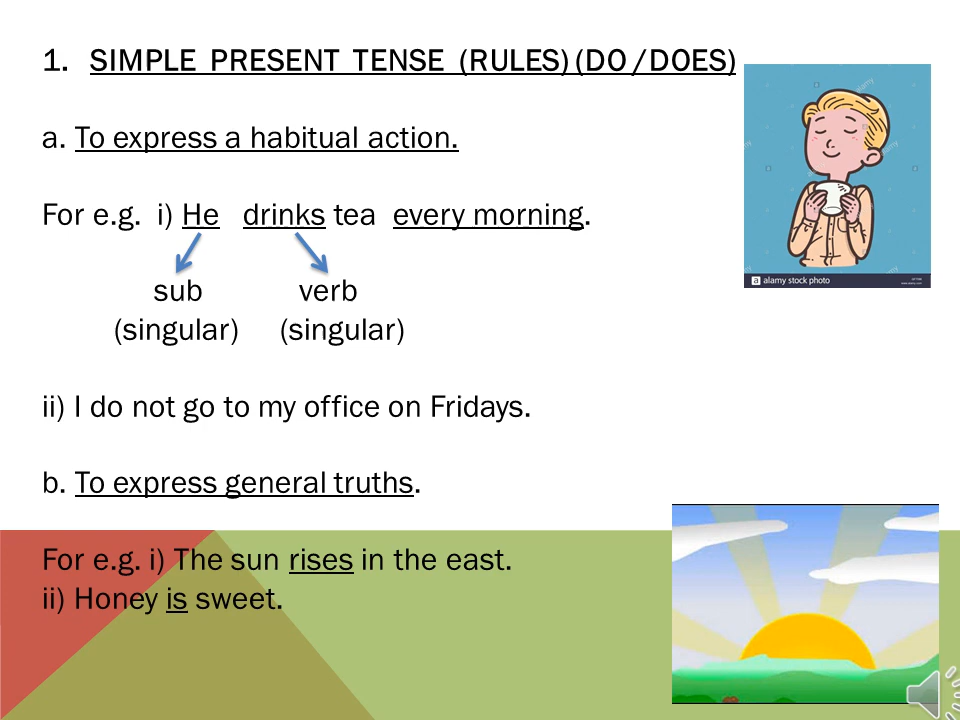 1. SIMPLE PRESENT TENSE (RULES) (DO /DOES)
a. To express a habitual action.
For e.g. i) He drinks tea every morning.
sub verb
(singular) (singular)
ii) I do not go to my office on Fridays.
b. To express general truths.
For e.g. i) The sun rises in the east.
ii) Honey is sweet.
a alamy stock photo